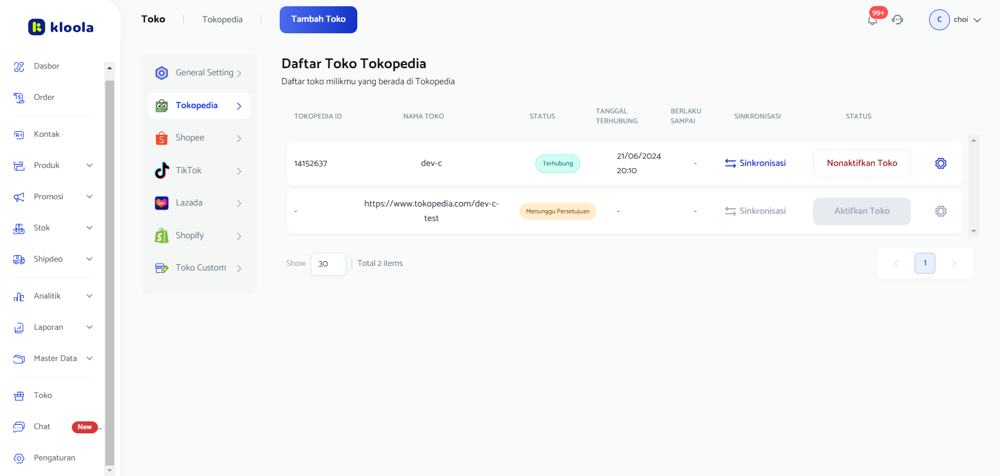 kloola
Dasbor
Order
Kontak
Produk
Promosi
Stok
Shipdeo
Analitik
Laporan
Master Data
Toko
Chat New ...
Pengaturan
Toko Tokopedia Tambah Toko
99+
C choi
General Setting
Tokopedia
Shopee
TikTok
Lazada
Shopify
Toko Custom
Daftar Toko Tokopedia
Daftar toko milikmu yang berada di Tokopedia
TOKOPEDIA ID NAMA TOKO STATUS TANGGAL TERHUBUNG BERLAKU SAMPAI SINKRONISASI STATUS
14152637 dev-c Terhubung 21/06/2024 20:10 - Sinkronisasi Nonaktifkan Toko
- https://www.tokopedia.com/dev-c-test Menunggu Persetujuan - - Sinkronisasi Aktifkan Toko
Show 30 Total 2 items
1